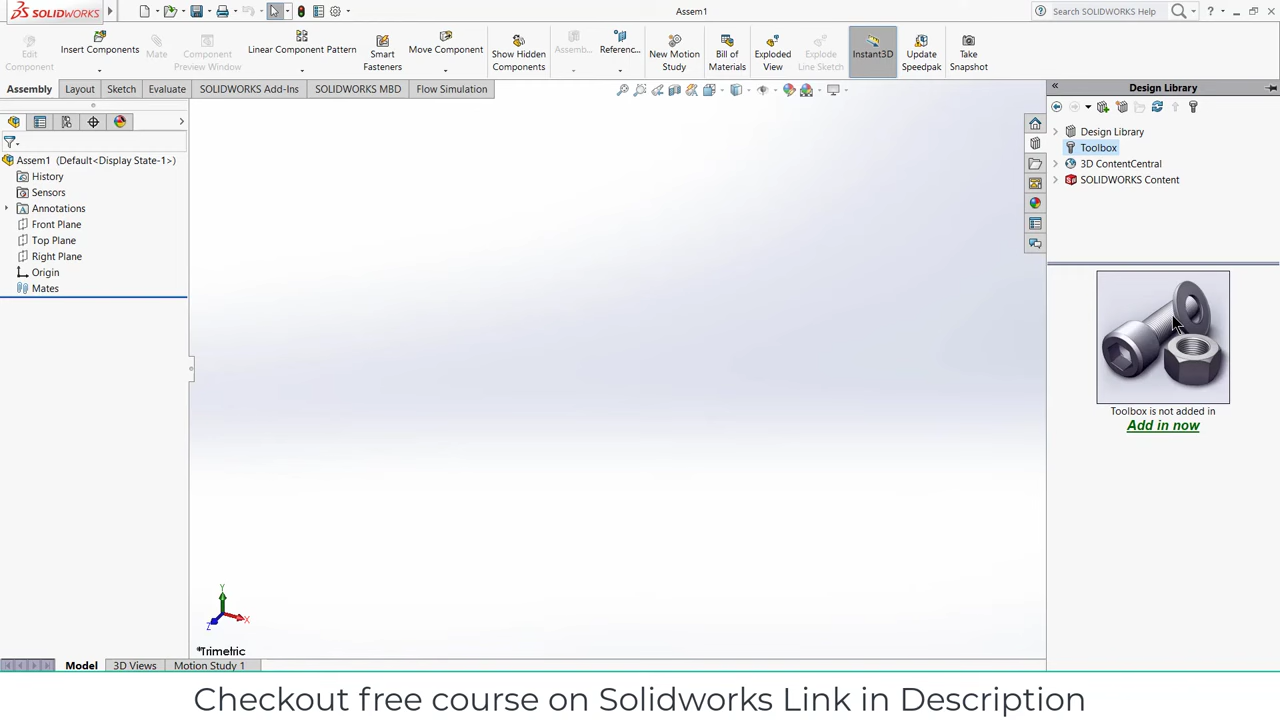 SOLIDWORKS
Assem1
Search SOLIDWORKS Help
Edit Component
Insert Components
Mate
Component Preview Window
Linear Component Pattern
Smart Fasteners
Move Component
Show Hidden Components
Assemb...
Referenc...
New Motion Study
Bill of Materials
Exploded View
Explode Line Sketch
Instant3D
Update Speedpak
Take Snapshot
Assembly
Layout
Sketch
Evaluate
SOLIDWORKS Add-Ins
SOLIDWORKS MBD
Flow Simulation
Assem1 (Default<Display State-1>)
History
Sensors
Annotations
Front Plane
Top Plane
Right Plane
Origin
Mates
Design Library
Design Library
Toolbox
3D ContentCentral
SOLIDWORKS Content
Toolbox is not added in
Add in now
Y
X
Z
*Trimetric
Model
3D Views
Motion Study 1
Checkout free course on Solidworks Link in Description